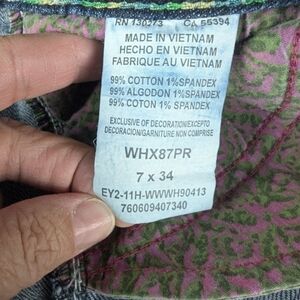 RN 130273 CA 55394
MADE IN VIETNAM
HECHO EN VIETNAM
FABRIQUE AU VIETNAM
99% COTTON 1% SPANDEX
99% ALGODON 1% SPANDEX
99% COTON 1% SPANDEX
EXCLUSIVE OF DECORATION/EXCEPTO
DECORACION/GARNITURE NON COMPRISE
WHX87PR
7 x 34
EY2-11H-WWWH90413
760609407340